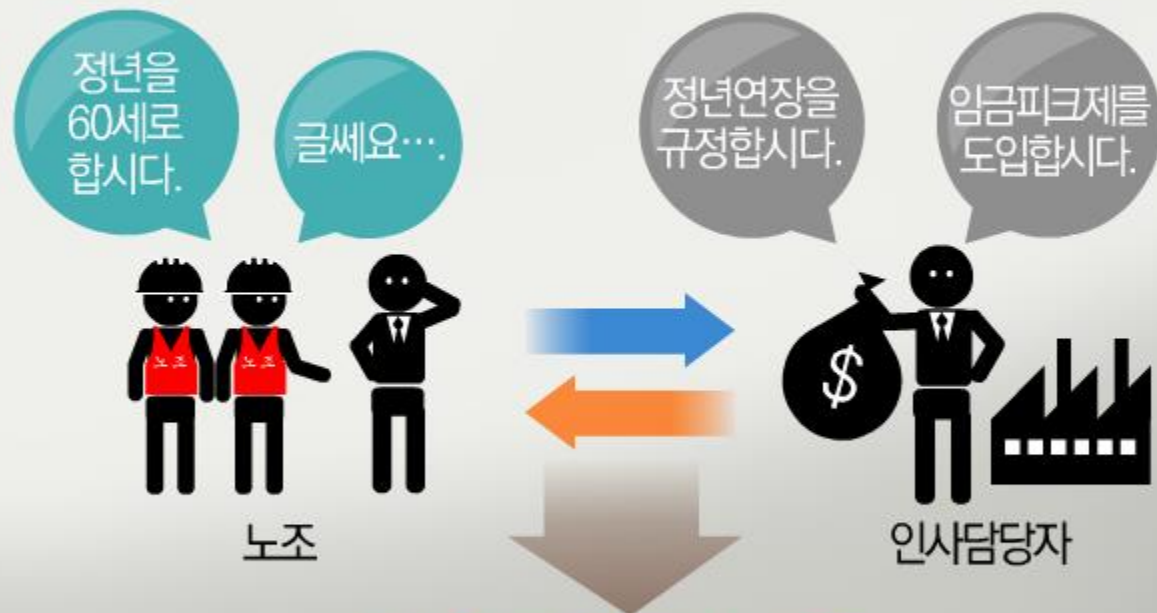 정년을
60세로
합시다.
글쎄요….
정년연장을
규정합시다.
임금피크제를
도입합시다.
노조
노조
$
노조
인사담당자